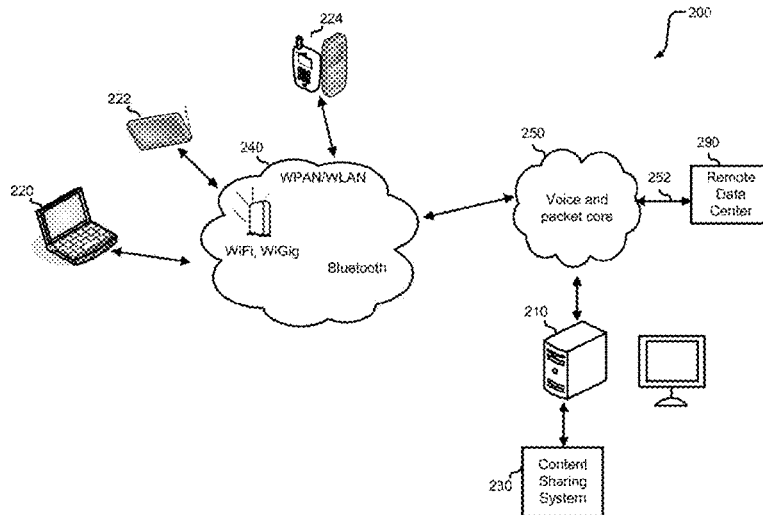 224
200
222
240
250
290
220
WPAN/WLAN
252
Remote
Data
Center
Voice and
packet core
WiFi, WiGig
Bluetooth
210
230
Content
Sharing
System